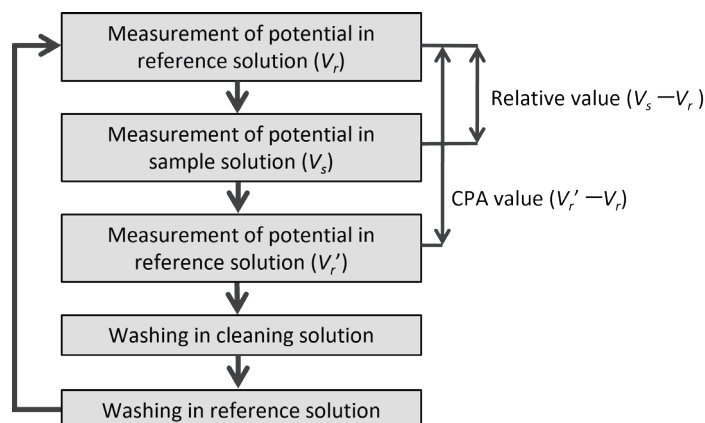 Measurement of potential in
reference solution (Vr)
Relative value (Vs —Vr )
Measurement of potential in
sample solution (Vs)
CPA value (Vr’ —Vr)
Measurement of potential in
reference solution (Vr’)
Washing in cleaning solution
Washing in reference solution